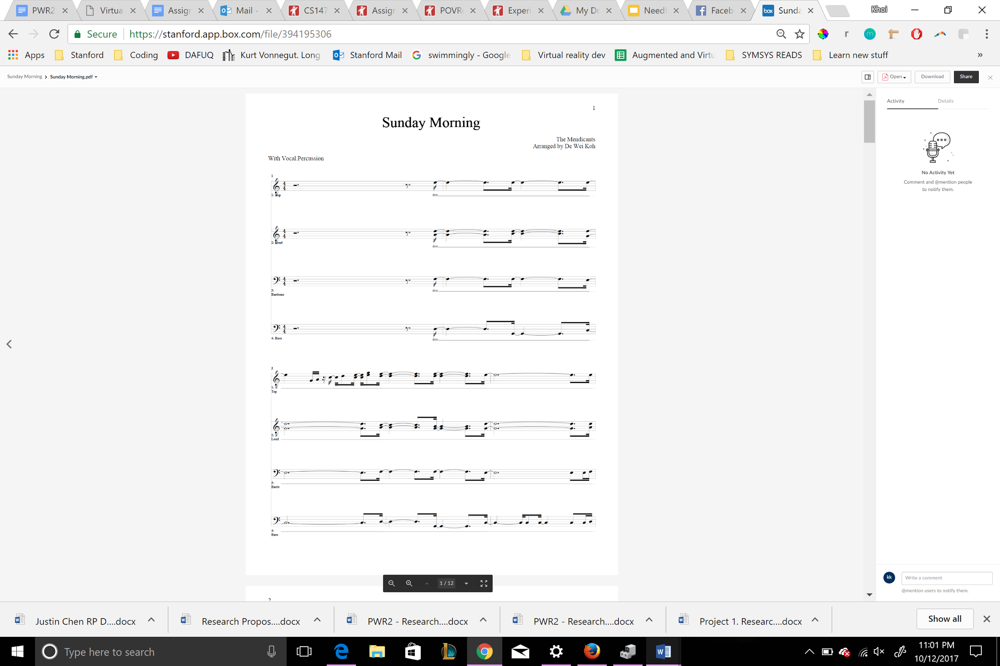 PWR2
Virtua
Assigr
Mail -
CS147
Assigr
POVR
Experi
My Dr
Needf
Faceb
box
Sunda
Khoi
Secure
https://stanford.app.box.com/file/394195306
Apps
Stanford
Coding
DAFUQ
Kurt Vonnegut. Long
Stanford Mail
swimmingly - Google
Virtual reality dev
Augmented and Virtu
SYMSYS READS
Learn new stuff
»
Sunday Morning
Sunday Morning.pdf
Open
Download
Share
1
Sunday Morning
The Mendicants
Arranged by De Wei Koh
With Vocal.Percussion
1
1: Top
doo
2: Lead
doo
3:
Baritone
doo
4: Bass
doo
3
1:
Top
2:
Lead
3:
Barit
4:
Bass
1 / 12
2
Activity
Details
No Activity Yet
Comment and @mention people
to notify them.
kk
Write a comment
@mention users to notify them.
Justin Chen RP D....docx
Research Propos....docx
PWR2 - Research....docx
PWR2 - Research....docx
Project 1. Researc....docx
Show all
Type here to search
11:01 PM
10/12/2017